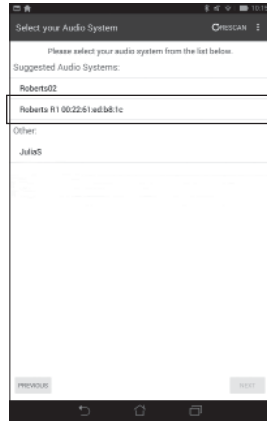 10:15
Select your Audio System
RESCAN
Please select your audio system from the list below.
Suggested Audio Systems:
Roberts02
Roberts R1 00:22:61:ed:b8:1c
Other:
JuliaS
PREVIOUS
NEXT